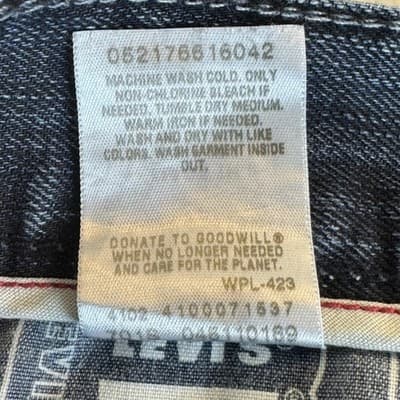 052176616042
MACHINE WASH COLD. ONLY
NON-CHLORINE BLEACH IF
NEEDED. TUMBLE DRY MEDIUM.
WARM IRON IF NEEDED.
WASH AND DRY WITH LIKE
COLORS. WASH GARMENT INSIDE
OUT.
DONATE TO GOODWILL®
WHEN NO LONGER NEEDED
AND CARE FOR THE PLANET.
WPL-423
4102 4100071537
LEVI'S